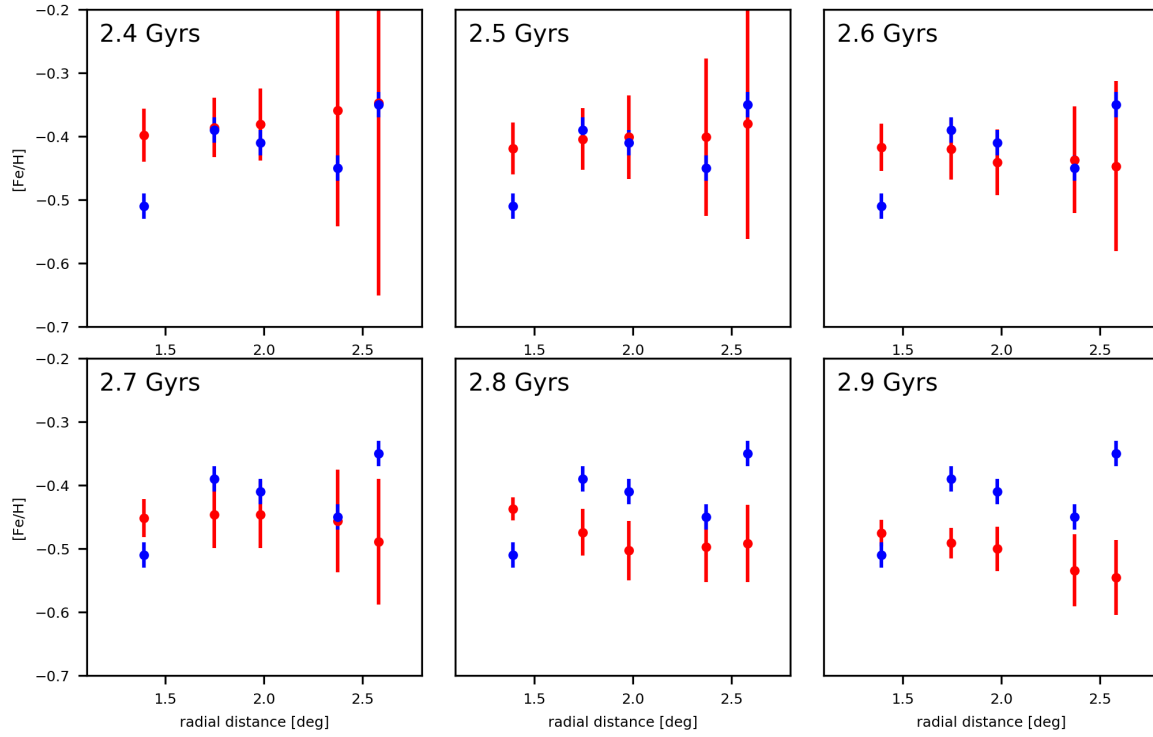 2.4 Gyrs
2.5 Gyrs
2.6 Gyrs
[Fe/H]
−0.2
−0.3
−0.4
−0.5
−0.6
−0.7
1.5 2.0 2.5
1.5 2.0 2.5
1.5 2.0 2.5
2.7 Gyrs
2.8 Gyrs
2.9 Gyrs
[Fe/H]
−0.2
−0.3
−0.4
−0.5
−0.6
−0.7
1.5 2.0 2.5
1.5 2.0 2.5
1.5 2.0 2.5
radial distance [deg]
radial distance [deg]
radial distance [deg]